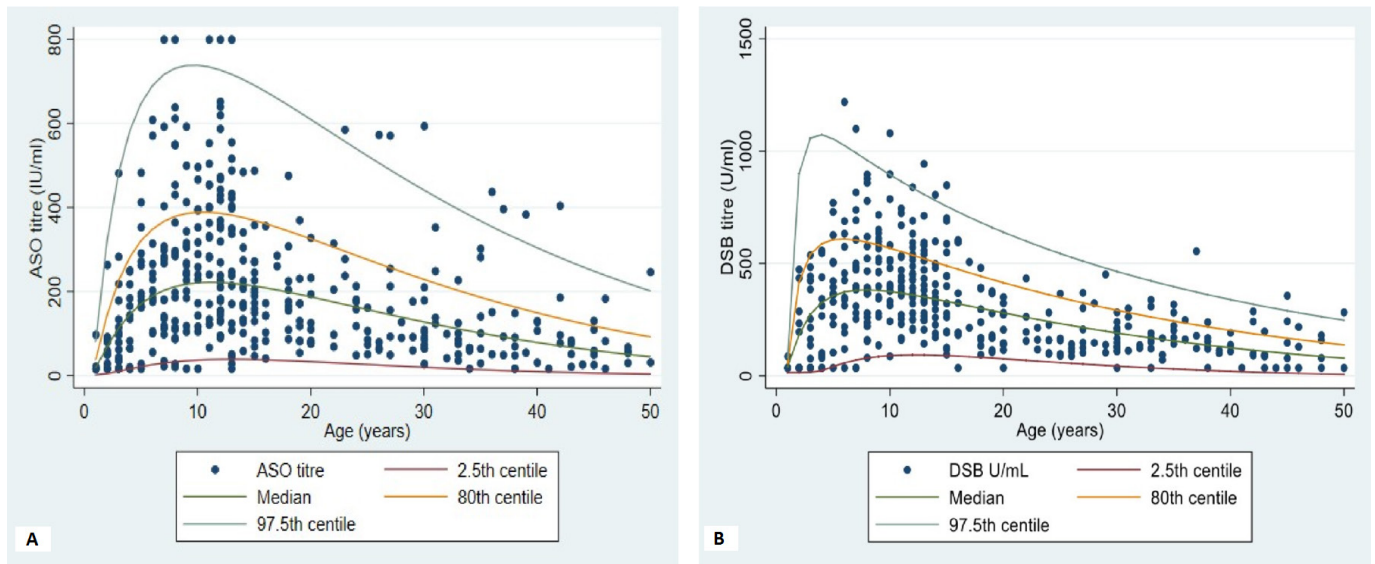 800
600
400
200
0
ASO titre (IU/ml)
0 10 20 30 40 50
Age (years)
ASO titre 2.5th centile
Median 80th centile
97.5th centile
A
1500
1000
500
0
DSB titre (U/ml)
0 10 20 30 40 50
Age (years)
DSB U/mL 2.5th centile
Median 80th centile
97.5th centile
B